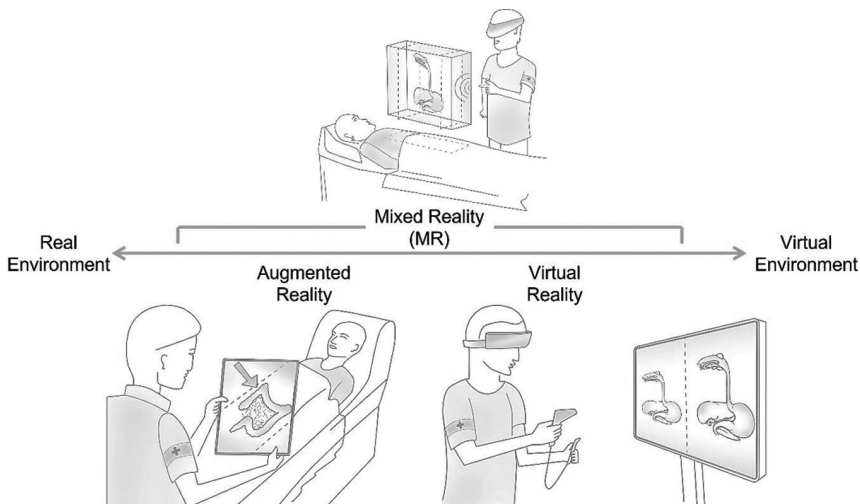 Mixed Reality
(MR)
Real
Environment
Virtual
Environment
Augmented
Reality
Virtual
Reality